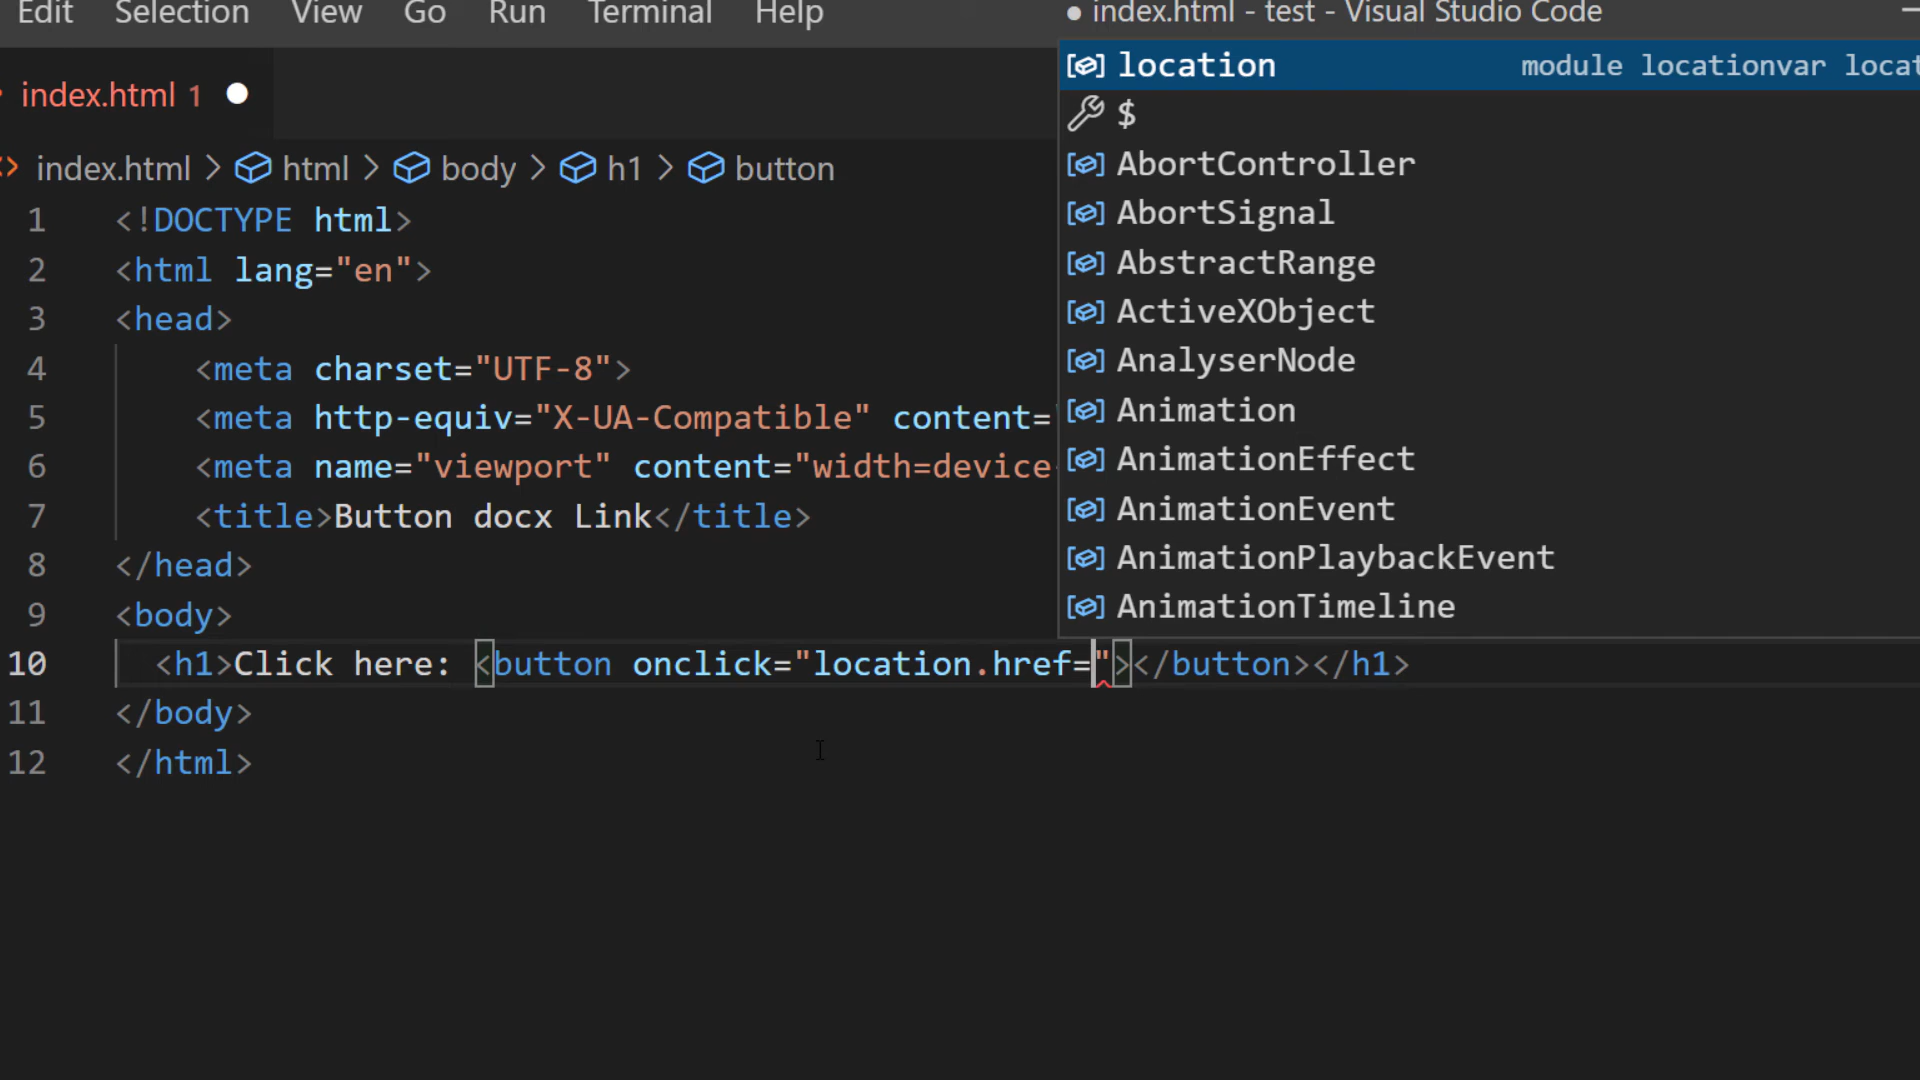 Edit Selection View Go Run Terminal Help
● index.html - test - Visual Studio Code
index.html 1
index.html > html > body > h1 > button
location module locationvar
$
AbortController
AbortSignal
AbstractRange
ActiveXObject
AnalyserNode
Animation
AnimationEffect
AnimationEvent
AnimationPlaybackEvent
AnimationTimeline
1 <!DOCTYPE html>
2 <html lang="en">
3 <head>
4 <meta charset="UTF-8">
5 <meta http-equiv="X-UA-Compatible" content=
6 <meta name="viewport" content="width=device
7 <title>Button docx Link</title>
8 </head>
9 <body>
10 <h1>Click here: <button onclick="location.href="></button></h1>
11 </body>
12 </html>